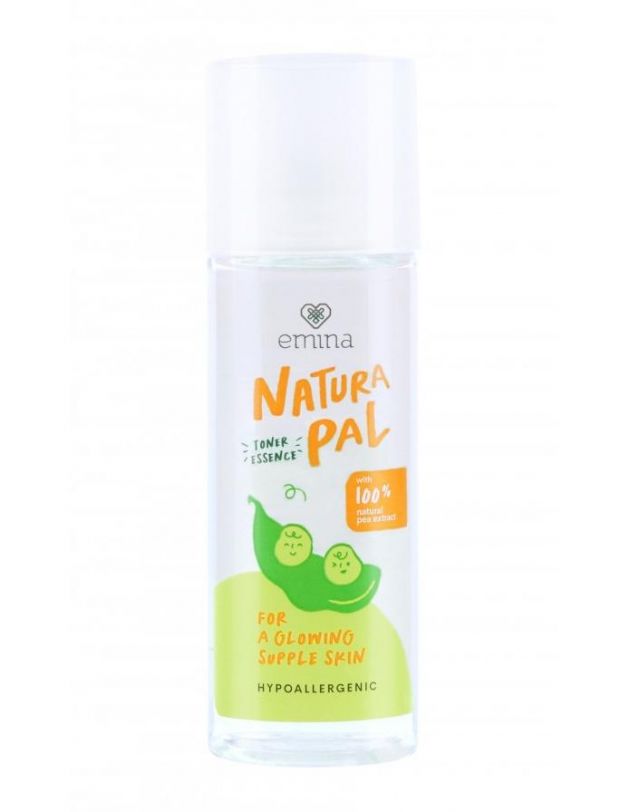 emina
NATURA
PAL
TONER
ESSENCE
with
100%
natural
pea extract
FOR
A GLOWING
SUPPLE SKIN
HYPOALLERGENIC